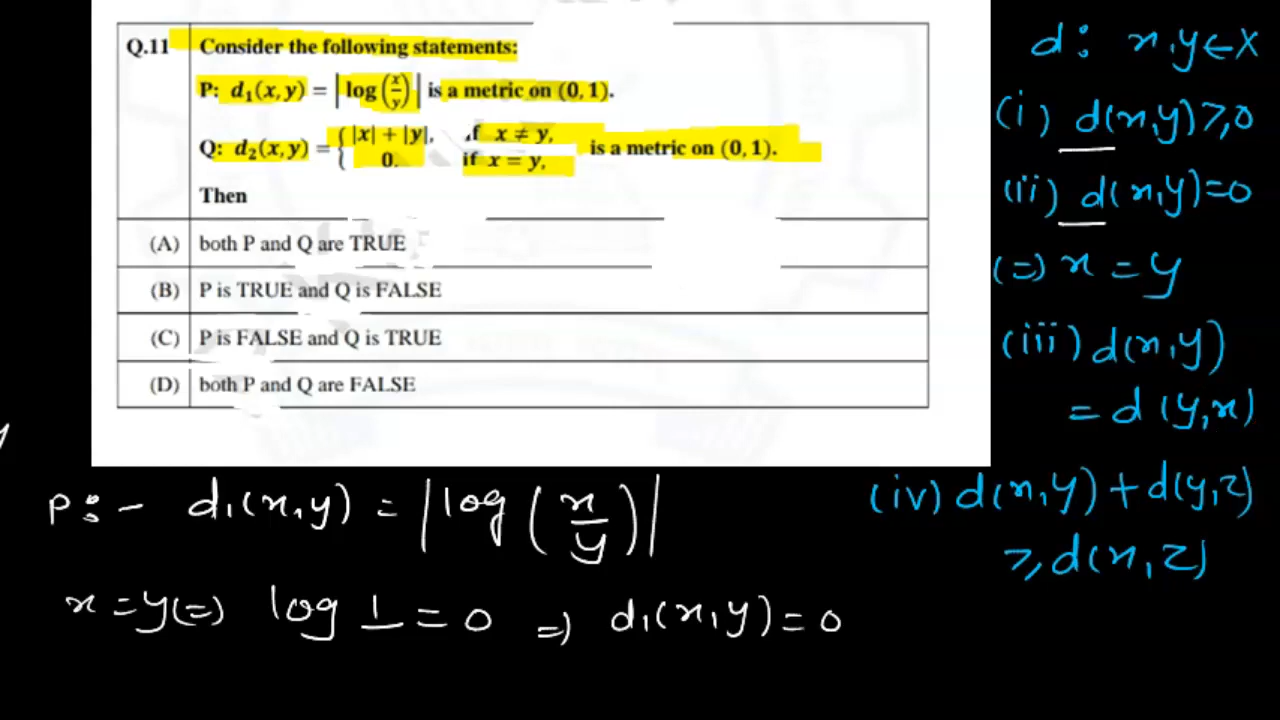 Q.11 Consider the following statements:
P: d₁(x, y) = |log(x/y)| is a metric on (0, 1).
Q: d₂(x, y) = { |x| + |y|, if x ≠ y,
0. if x = y, is a metric on (0, 1).
Then
(A) both P and Q are TRUE
(B) P is TRUE and Q is FALSE
(C) P is FALSE and Q is TRUE
(D) both P and Q are FALSE
d: x, y ∈ X
(i) d(x, y) ⩾ 0
(ii) d(x, y) = 0
(=) x = y
(iii) d(x, y)
= d(y, x)
(iv) d(x, y) + d(y, z)
⩾ d(x, z)
P: - d₁(x, y) = |log(x/y)|
x = y (=) log 1 = 0 =) d₁(x, y) = 0